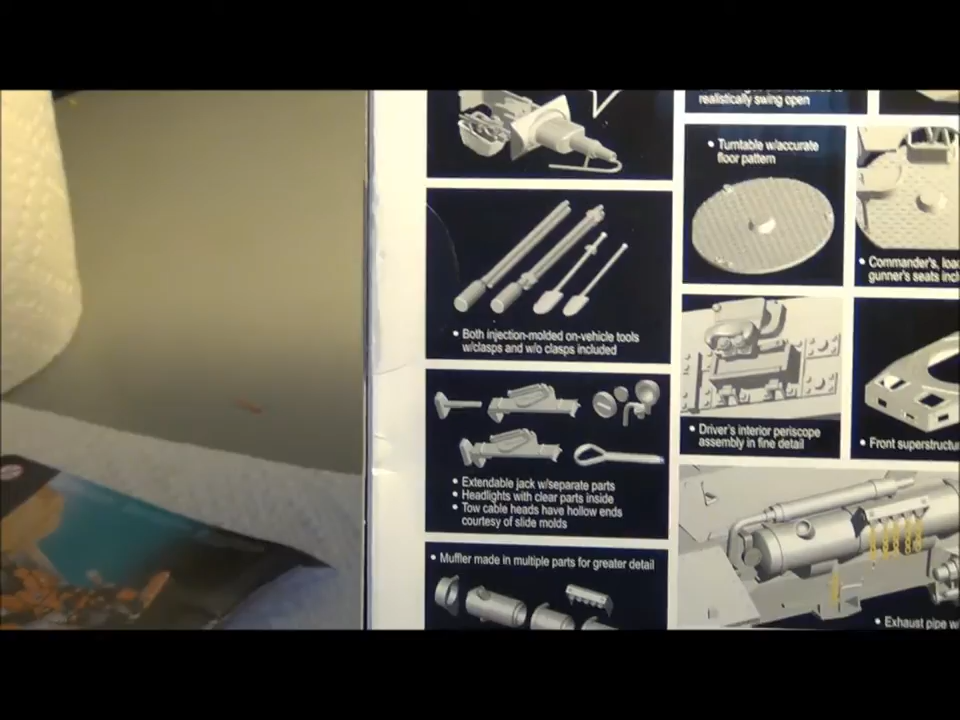 realistically swing open
• Turntable w/accurate
floor pattern
• Commander's,
gunner's seats
• Both injection-molded on-vehicle tools
w/clasps and w/o clasps included
• Driver's interior periscope
assembly in fine detail
• Front
• Extendable jack w/separate parts
• Headlights with clear parts inside
• Tow cable heads have hollow ends
courtesy of slide molds
• Muffler made in multiple parts for greater detail
• Exhaust pipe